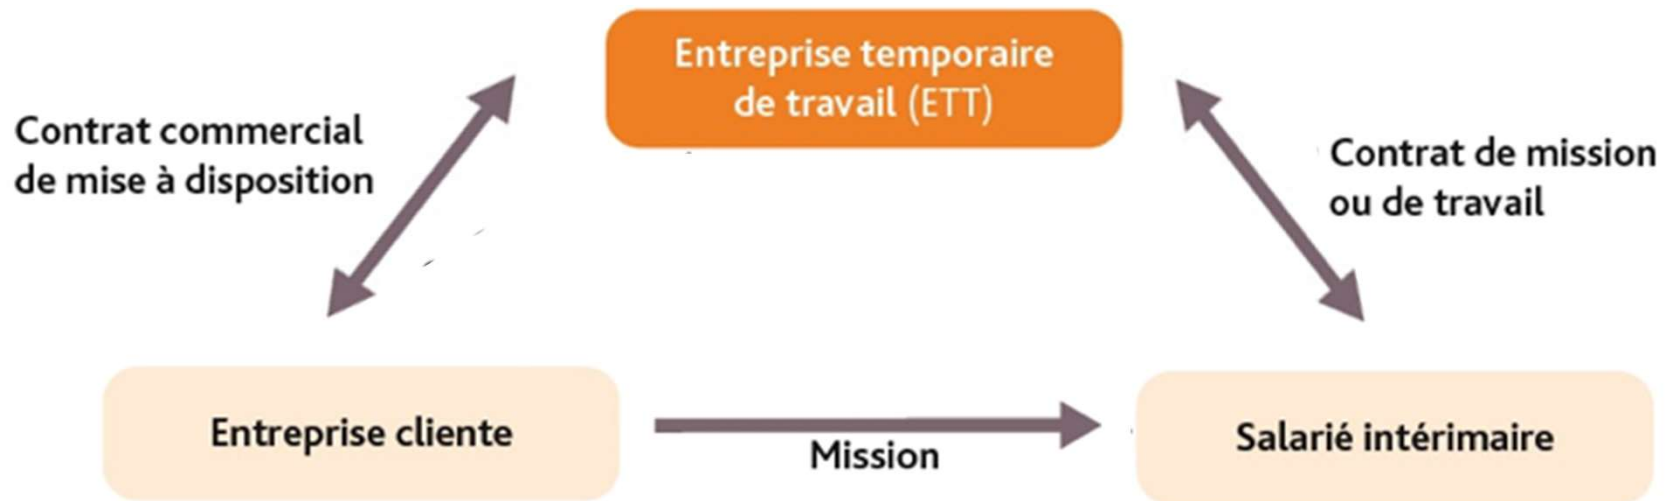 Entreprise temporaire
de travail (ETT)
Contrat commercial
de mise à disposition
Contrat de mission
ou de travail
Entreprise cliente
Mission
Salarié intérimaire